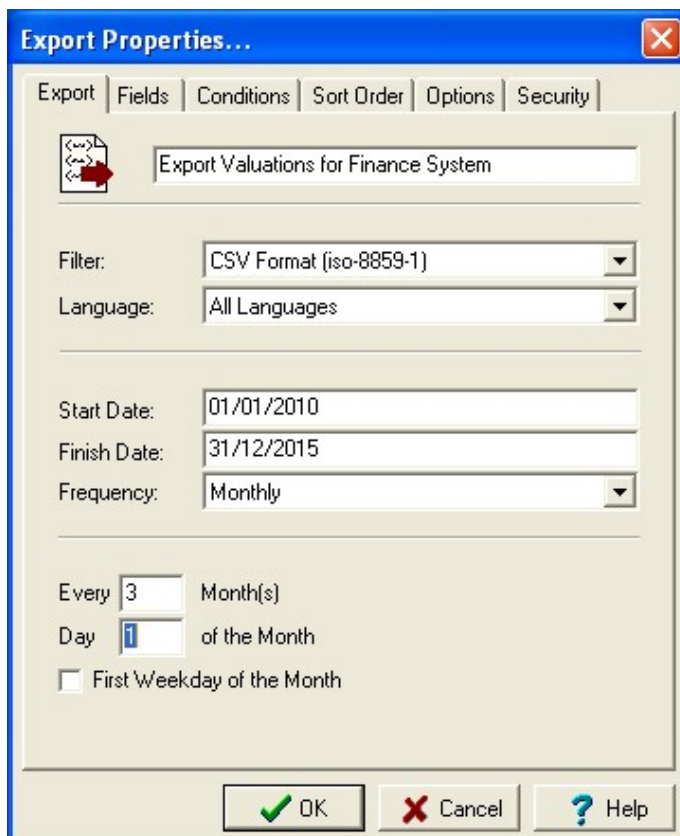 Export Properties...
Export Fields Conditions Sort Order Options Security
Export Valuations for Finance System
Filter: CSV Format (iso-8859-1)
Language: All Languages
Start Date: 01/01/2010
Finish Date: 31/12/2015
Frequency: Monthly
Every 3 Month(s)
Day 1 of the Month
First Weekday of the Month
OK Cancel ? Help